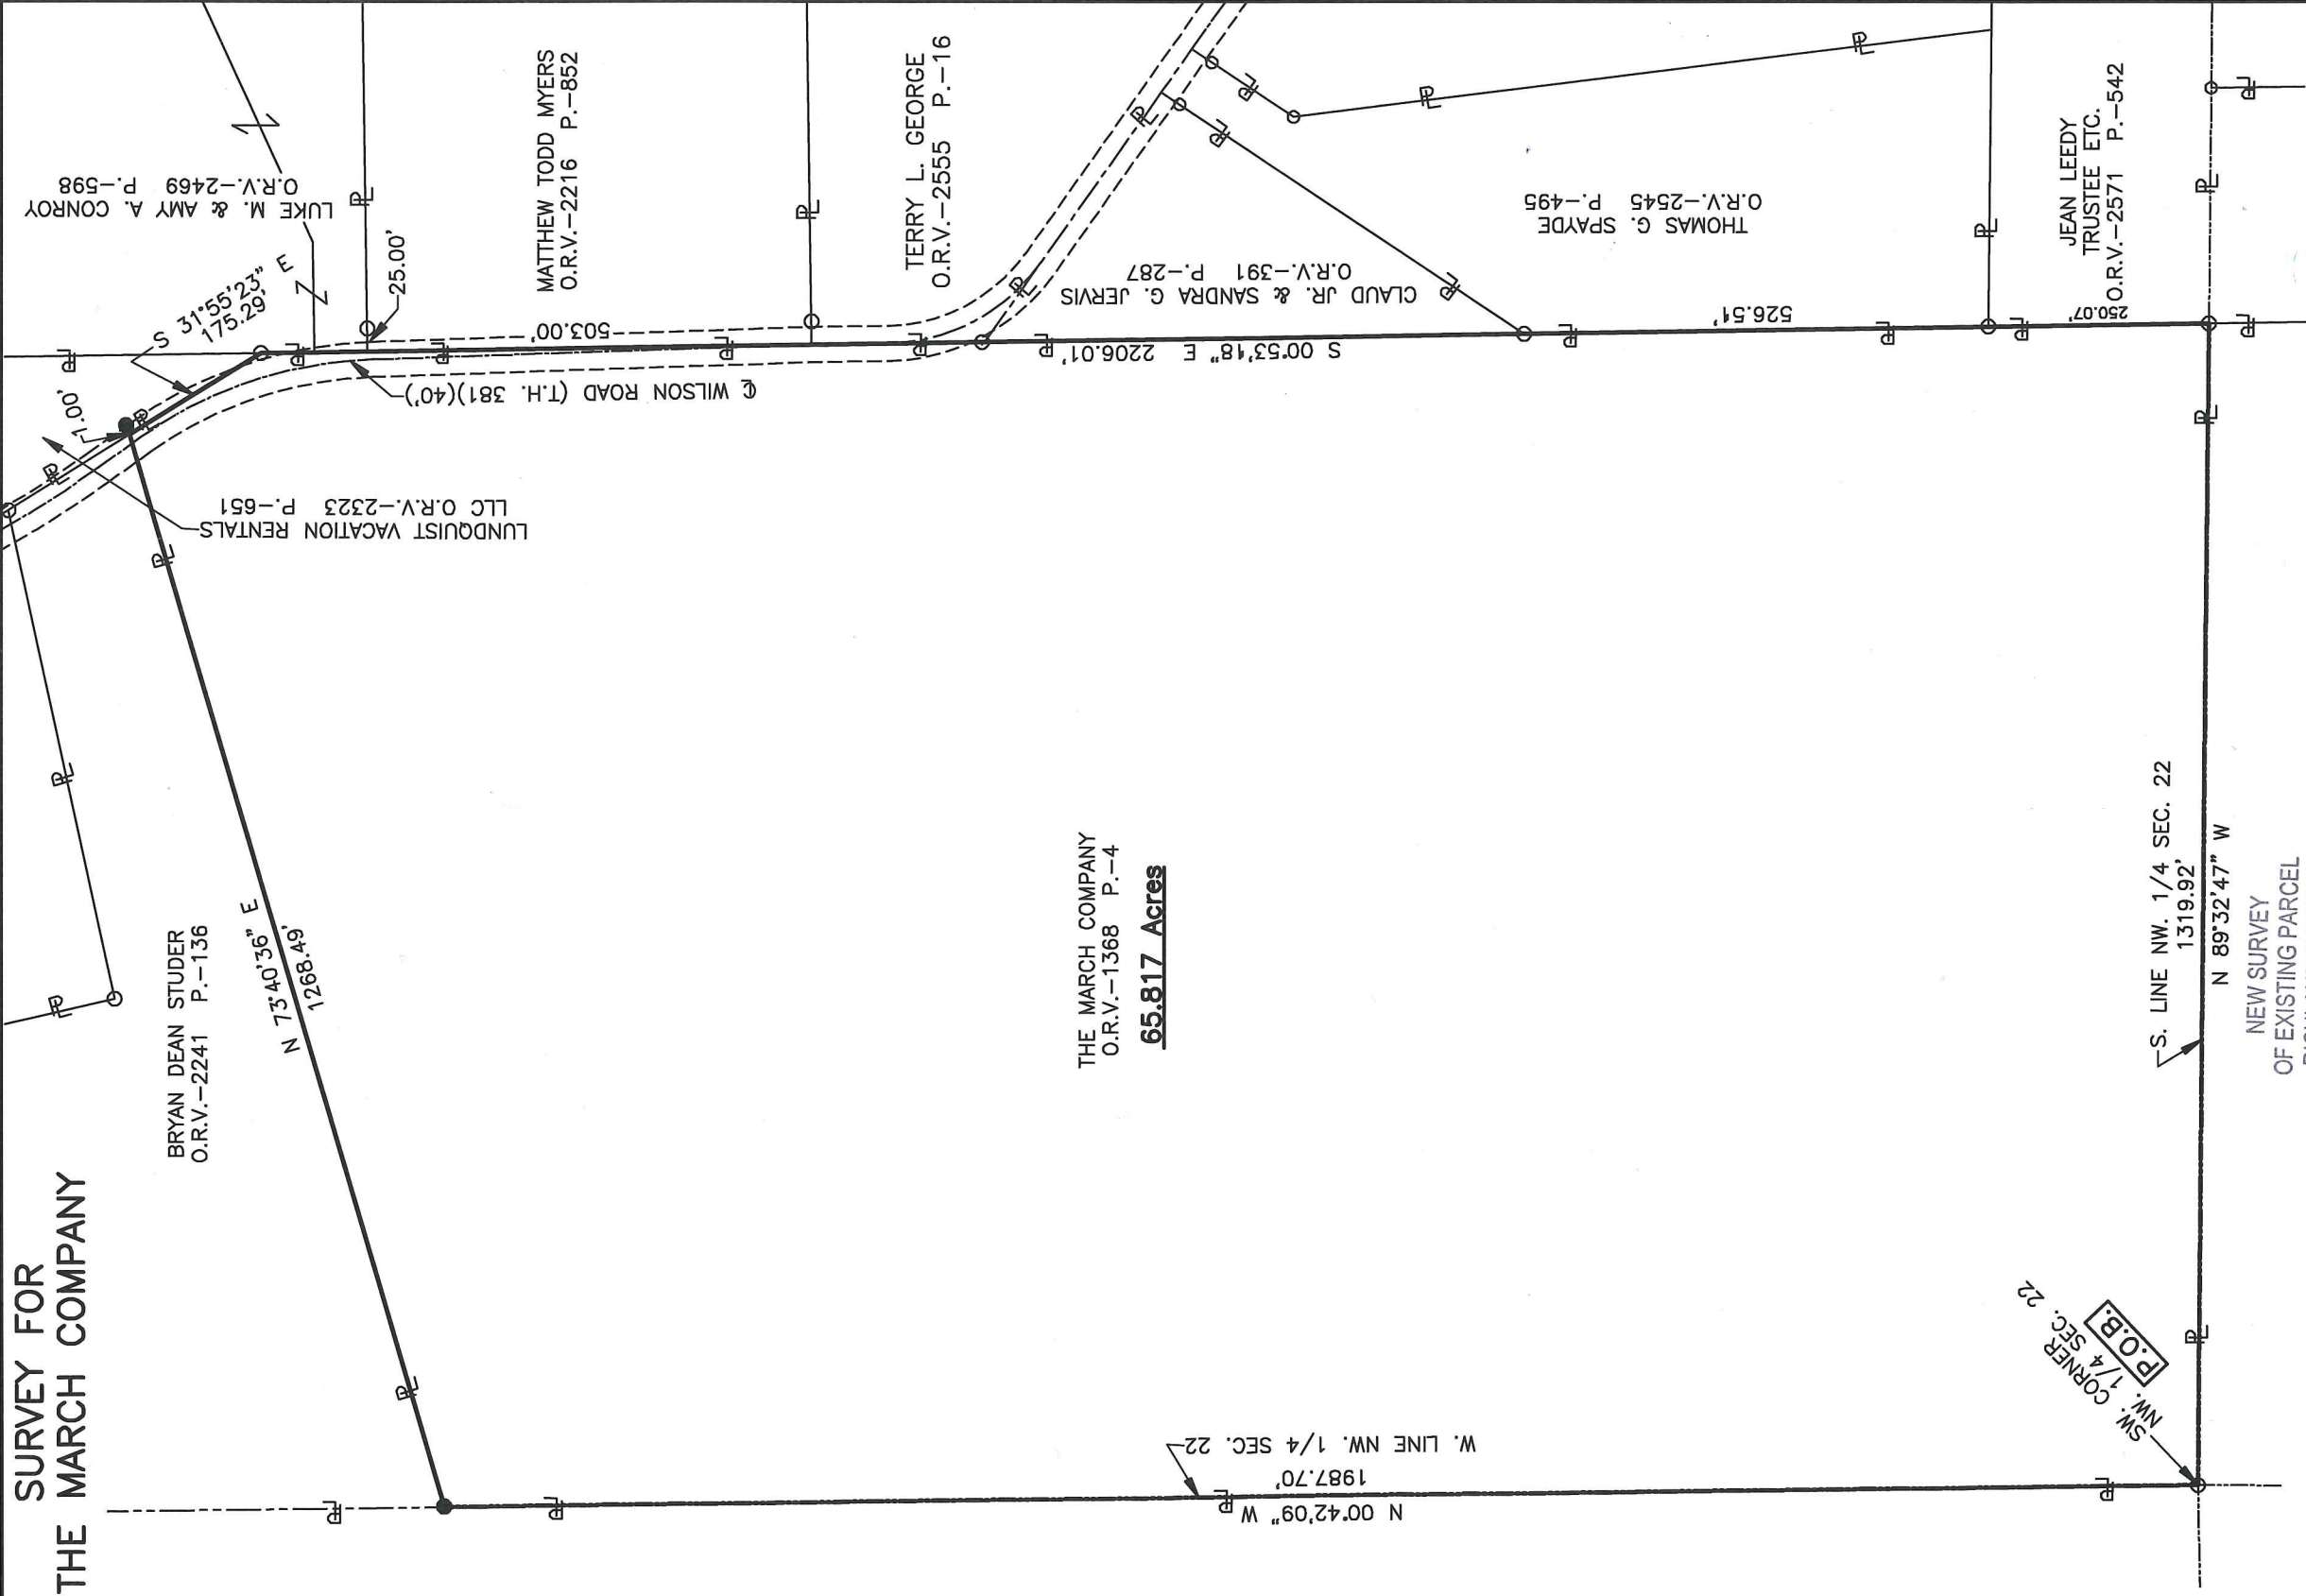 SURVEY FOR
THE MARCH COMPANY
BRYAN DEAN STUDER
O.R.V.-2241 P.-136
N 73°40'36" E
1268.49'
LUNDQUIST VACATION RENTALS
LLC O.R.V.-2323 P.-651
1.00'
S 31°55'23" E
175.29'
LUKE M. & AMY A. CONROY
O.R.V.-2469 P.-598
25.00'
MATTHEW TODD MYERS
O.R.V.-2216 P.-852
503.00'
℄ WILSON ROAD (T.H. 381)(40')
TERRY L. GEORGE
O.R.V.-2555 P.-16
CLAUD JR. & SANDRA G. JERVIS
O.R.V.-391 P.-287
S 00°53'18" E 2206.01'
THOMAS G. SPAYDE
O.R.V.-2545 P.-495
526.51'
JEAN LEEDY
TRUSTEE ETC.
O.R.V.-2571 P.-542
250.07'
THE MARCH COMPANY
O.R.V.-1368 P.-4
65.817 Acres
W. LINE NW. 1/4 SEC. 22
1987.70'
N 00°42'09" W
SW. CORNER
NW. 1/4 SEC. 22
P.O.B.
S. LINE NW. 1/4 SEC. 22
1319.92'
N 89°32'47" W
NEW SURVEY
OF EXISTING PARCEL